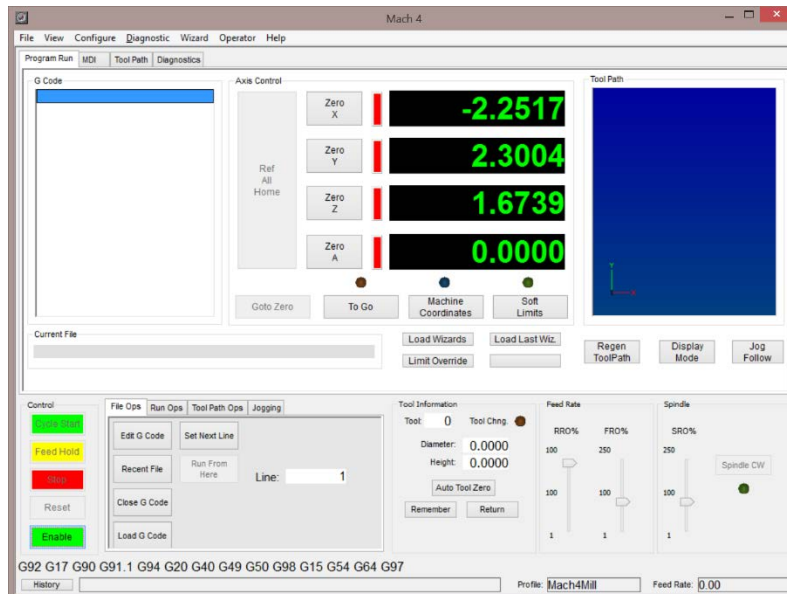 Mach 4
File View Configure Diagnostic Wizard Operator Help
Program Run MDI Tool Path Diagnostics
G Code
Axis Control
Tool Path
Ref
All
Home
Zero
X
-2.2517
Zero
Y
2.3004
Zero
Z
1.6739
Zero
A
0.0000
Goto Zero
To Go
Machine
Coordinates
Soft
Limits
Current File
Load Wizards
Load Last Wiz.
Limit Override
Regen
ToolPath
Display
Mode
Jog
Follow
Control
Cycle Start
Feed Hold
Stop
Reset
Enable
File Ops Run Ops Tool Path Ops Jogging
Edit G Code
Set Next Line
Recent File
Run From
Here
Line: 1
Close G Code
Load G Code
Tool Information
Tool: 0 Tool Chng.
Diameter: 0.0000
Height: 0.0000
Auto Tool Zero
Remember
Return
Feed Rate
RRO% FRO%
100 250
100 100
1 1
Spindle
SRO%
250
100
1
Spindle CW
G92 G17 G90 G91.1 G94 G20 G40 G49 G50 G98 G15 G54 G64 G97
History
Profile: Mach4Mill
Feed Rate: 0.00